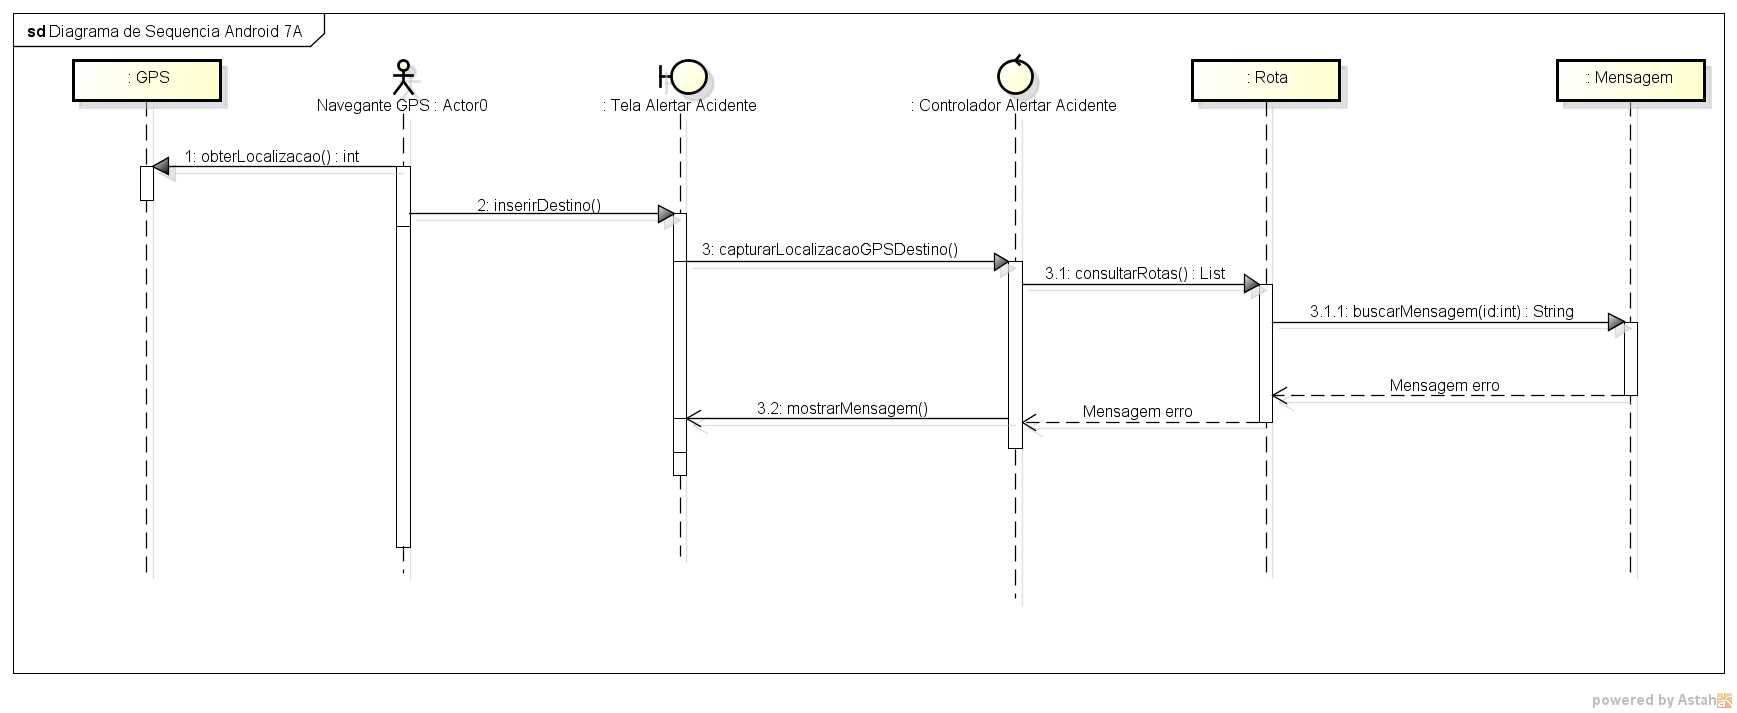 sd Diagrama de Sequencia Android 7A
: GPS
Navegante GPS : Actor0
: Tela Alertar Acidente
: Controlador Alertar Acidente
: Rota
: Mensagem
1: obterLocalizacao() : int
2: inserirDestino()
3: capturarLocalizacaoGPSDestino()
3.1: consultarRotas() : List
3.1.1: buscarMensagem(id:int) : String
Mensagem erro
3.2: mostrarMensagem()
Mensagem erro
powered by Astah